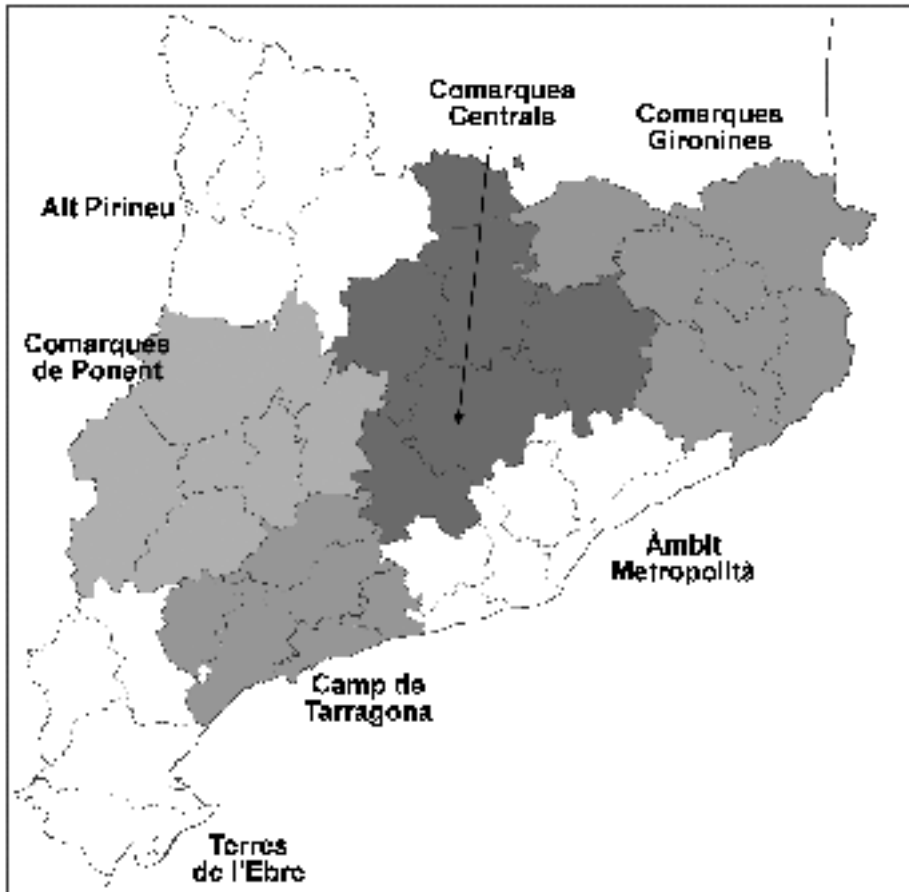 Comarques
Centrals
Comarques
Gironines
Alt Pirineu
Comarques
de Ponent
Àmbit
Metropolità
Camp de
Tarragona
Terres
de l'Ebre